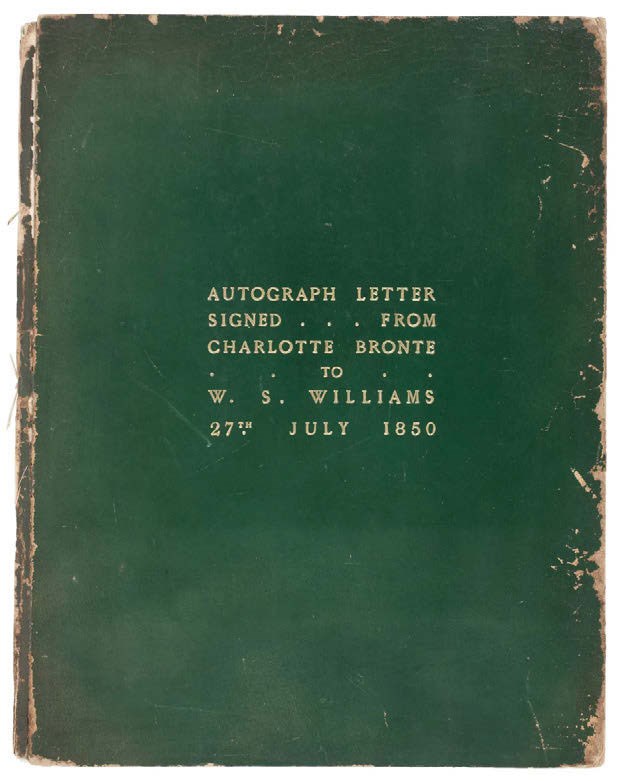 AUTOGRAPH LETTER
SIGNED . . . FROM
CHARLOTTE BRONTE
. . TO . .
W. S. WILLIAMS
27TH JULY 1850